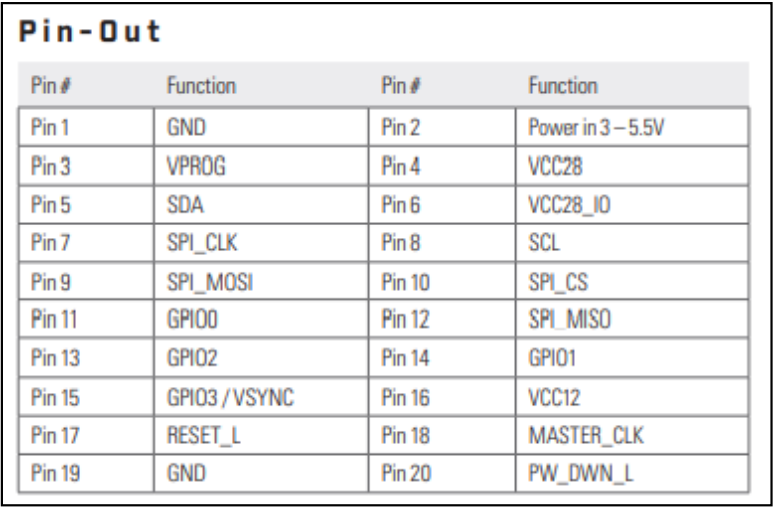 Pin-Out
Pin # Function Pin # Function
Pin 1 GND Pin 2 Power in 3 – 5.5V
Pin 3 VPROG Pin 4 VCC28
Pin 5 SDA Pin 6 VCC28_IO
Pin 7 SPI_CLK Pin 8 SCL
Pin 9 SPI_MOSI Pin 10 SPI_CS
Pin 11 GPIO0 Pin 12 SPI_MISO
Pin 13 GPIO2 Pin 14 GPIO1
Pin 15 GPIO3 / VSYNC Pin 16 VCC12
Pin 17 RESET_L Pin 18 MASTER_CLK
Pin 19 GND Pin 20 PW_DWN_L